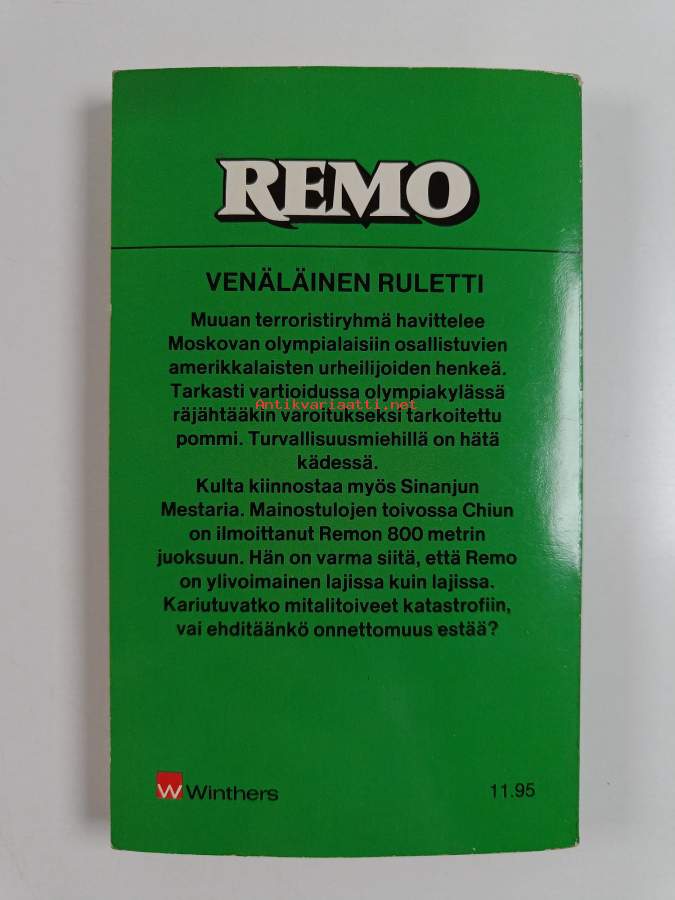 REMO
VENÄLÄINEN RULETTI
Muuan terroristiryhmä havittelee
Moskovan olympialaisiin osallistuvien
amerikkalaisten urheilijoiden henkeä.
Tarkasti vartioidussa olympiakylässä
Antikvariaatti.net
räjähtääkin varoitukseksi tarkoitettu
pommi. Turvallisuusmiehillä on hätä
kädessä.
Kulta kiinnostaa myös Sinanjun
Mestaria. Mainostulojen toivossa Chiun
on ilmoittanut Remon 800 metrin
juoksuun. Hän on varma siitä, että Remo
on ylivoimainen lajissa kuin lajissa.
Kariutuvatko mitalitoiveet katastrofiin,
vai ehditäänkö onnettomuus estää?
W Winthers
11.95